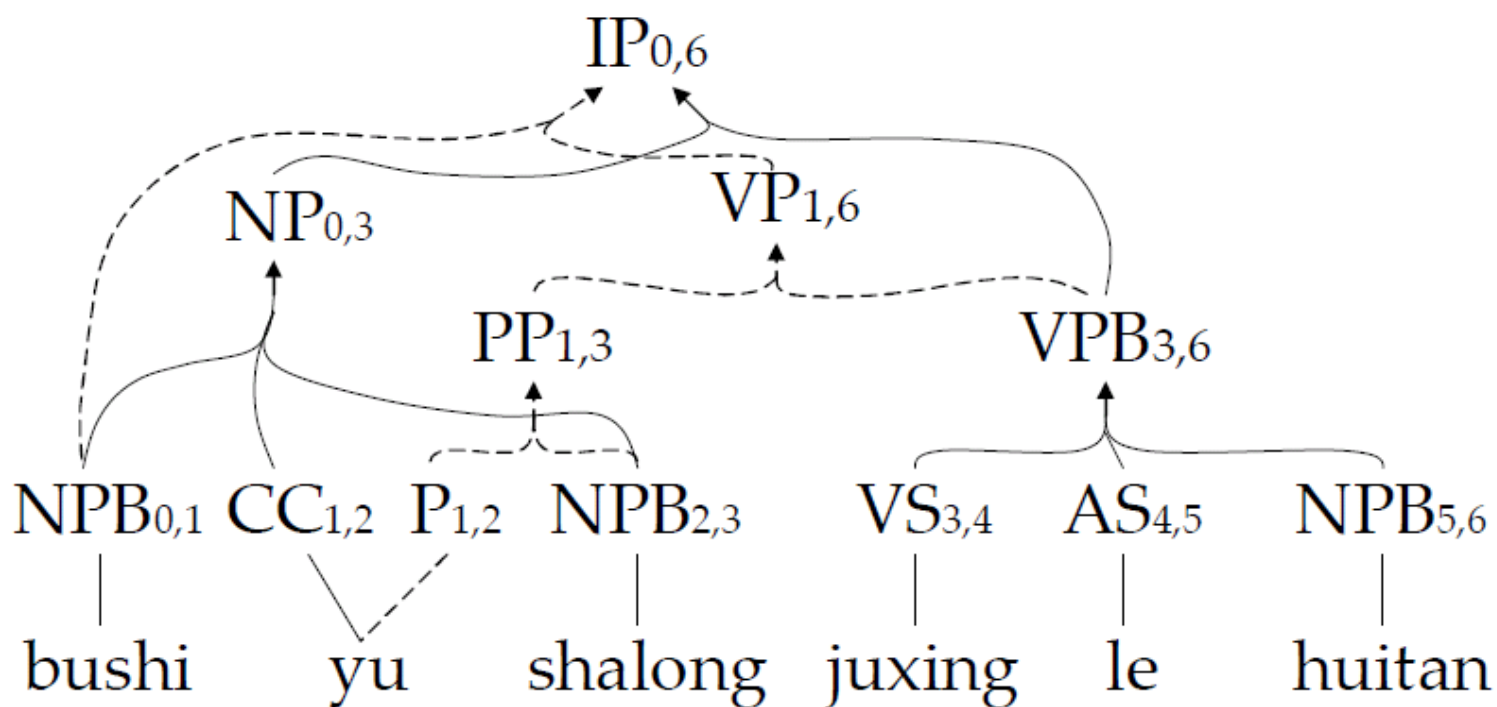 IP0,6
NP0,3 VP1,6
PP1,3 VPB3,6
NPB0,1 CC1,2 P1,2 NPB2,3 VS3,4 AS4,5 NPB5,6
bushi yu shalong juxing le huitan